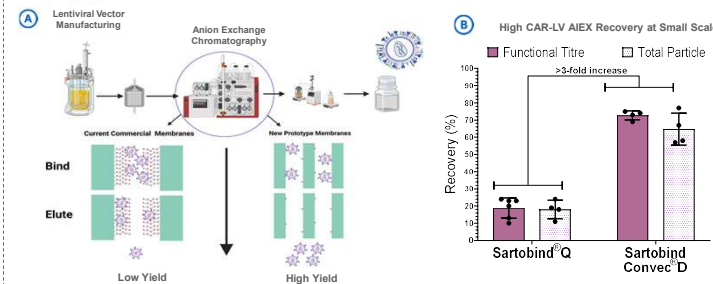 A
Lentiviral Vector
Manufacturing
Anion Exchange
Chromatography
Current Commercial Membranes
New Prototype Membranes
Bind
Elute
Low Yield
High Yield
B
High CAR-LV AIEX Recovery at Small Scal
Functional Titre
Total Particle
>3-fold increase
Recovery (%)
100
90
80
70
60
50
40
30
20
10
0
Sartobind® Q
Sartobind
Convec® D